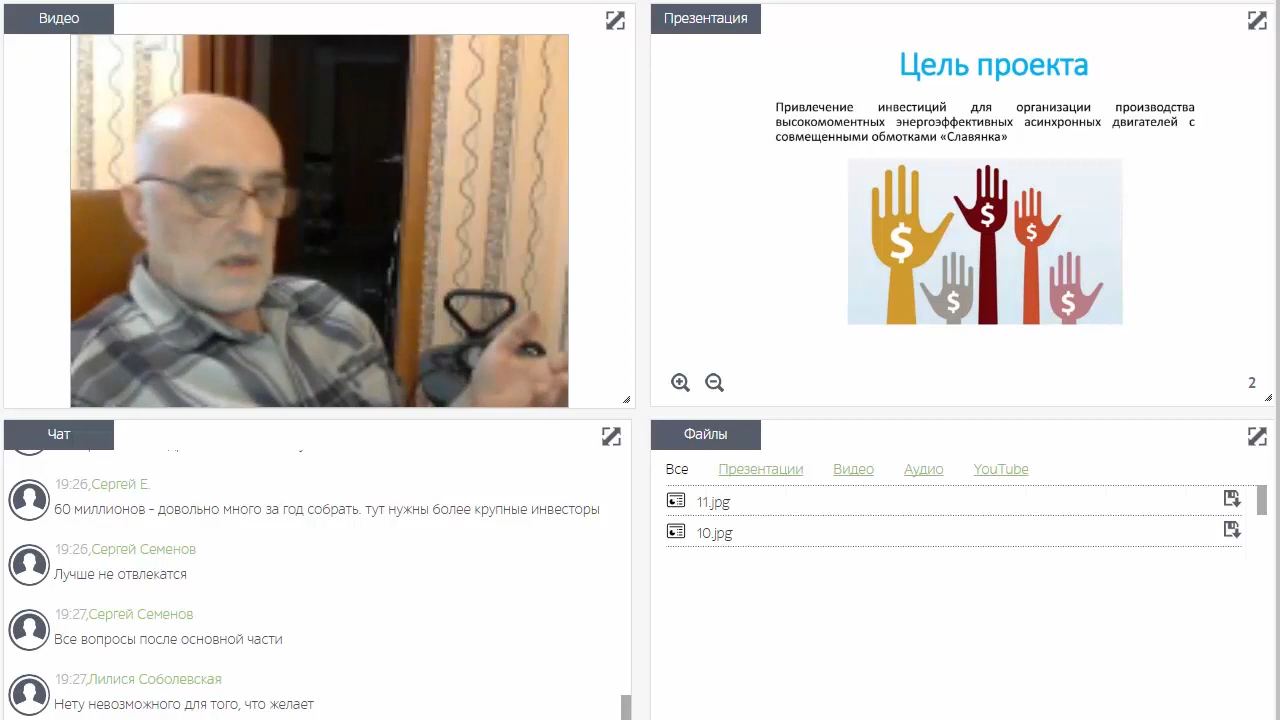 Видео
Презентация
Цель проекта
Привлечение инвестиций для организации производства
высокомоментных энергоэффективных асинхронных двигателей с
совмещенными обмотками «Славянка»
$
$
$
$
$
2
Чат
19:26,Сергей Е.
60 миллионов - довольно много за год собрать. тут нужны более крупные инвесторы
19:26,Сергей Семенов
Лучше не отвлекатся
19:27,Сергей Семенов
Все вопросы после основной части
19:27,Лилися Соболевская
Нету невозможного для того, что желает
Файлы
Все Презентации Видео Аудио YouTube
11.jpg
10.jpg